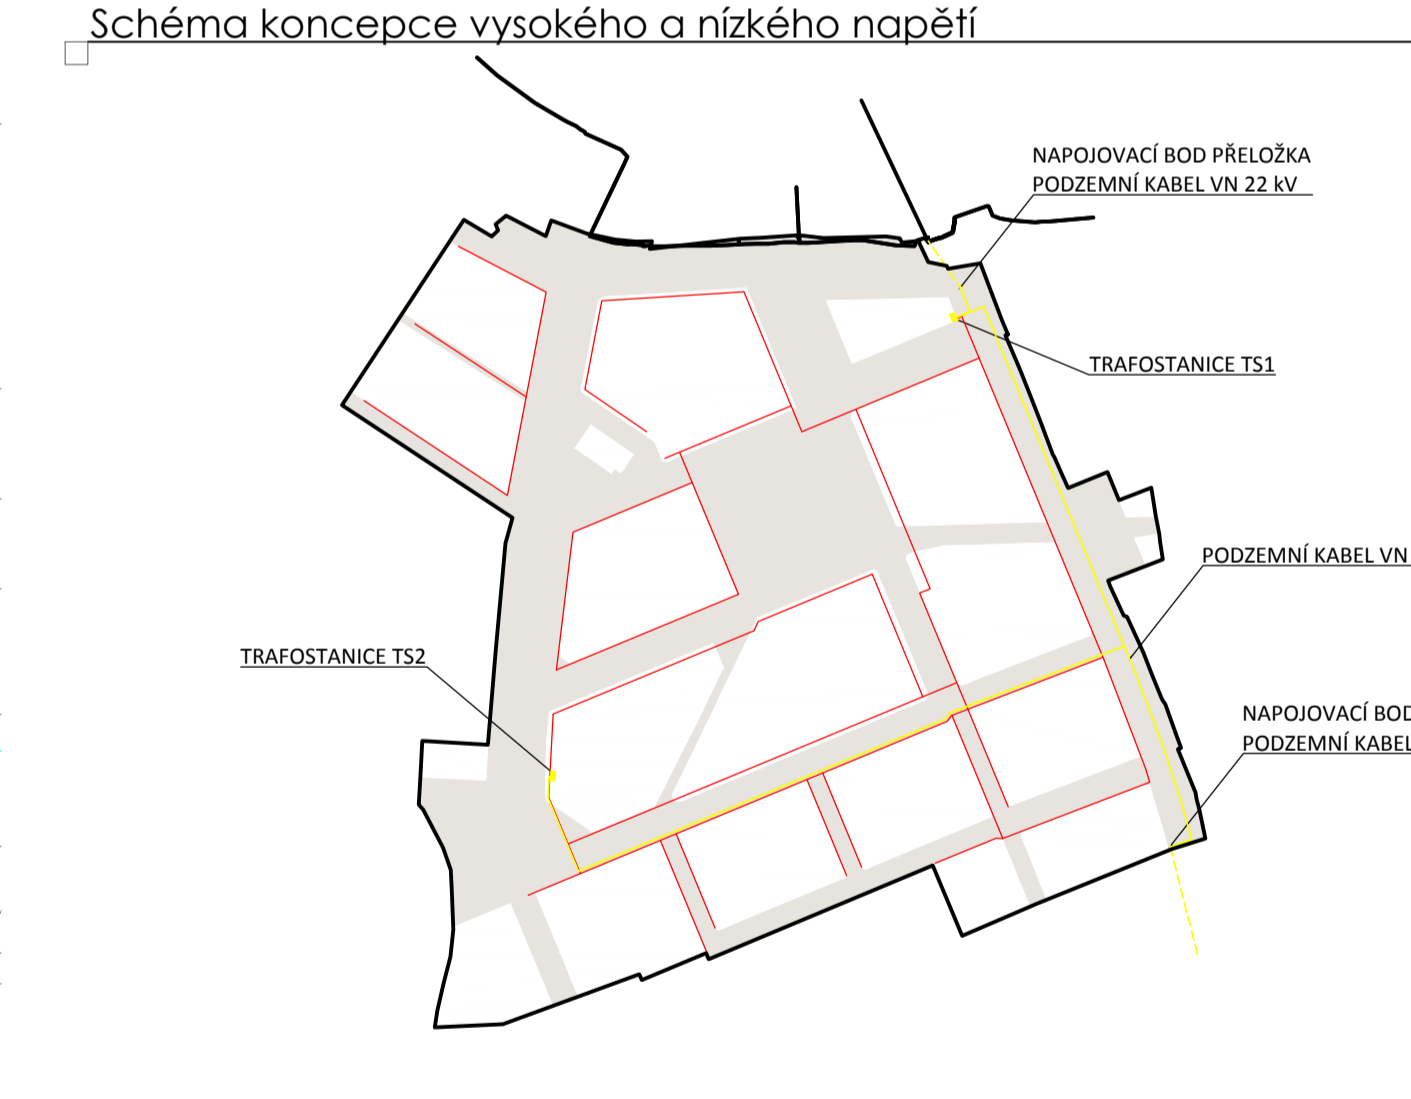 Schéma koncepce vysokého a nízkého napětí
NAPOJOVACÍ BOD PŘELOŽKA
PODZEMNÍ KABEL VN 22 kV
TRAFOSTANICE TS1
PODZEMNÍ KABEL VN
TRAFOSTANICE TS2
NAPOJOVACÍ BOD
PODZEMNÍ KABEL